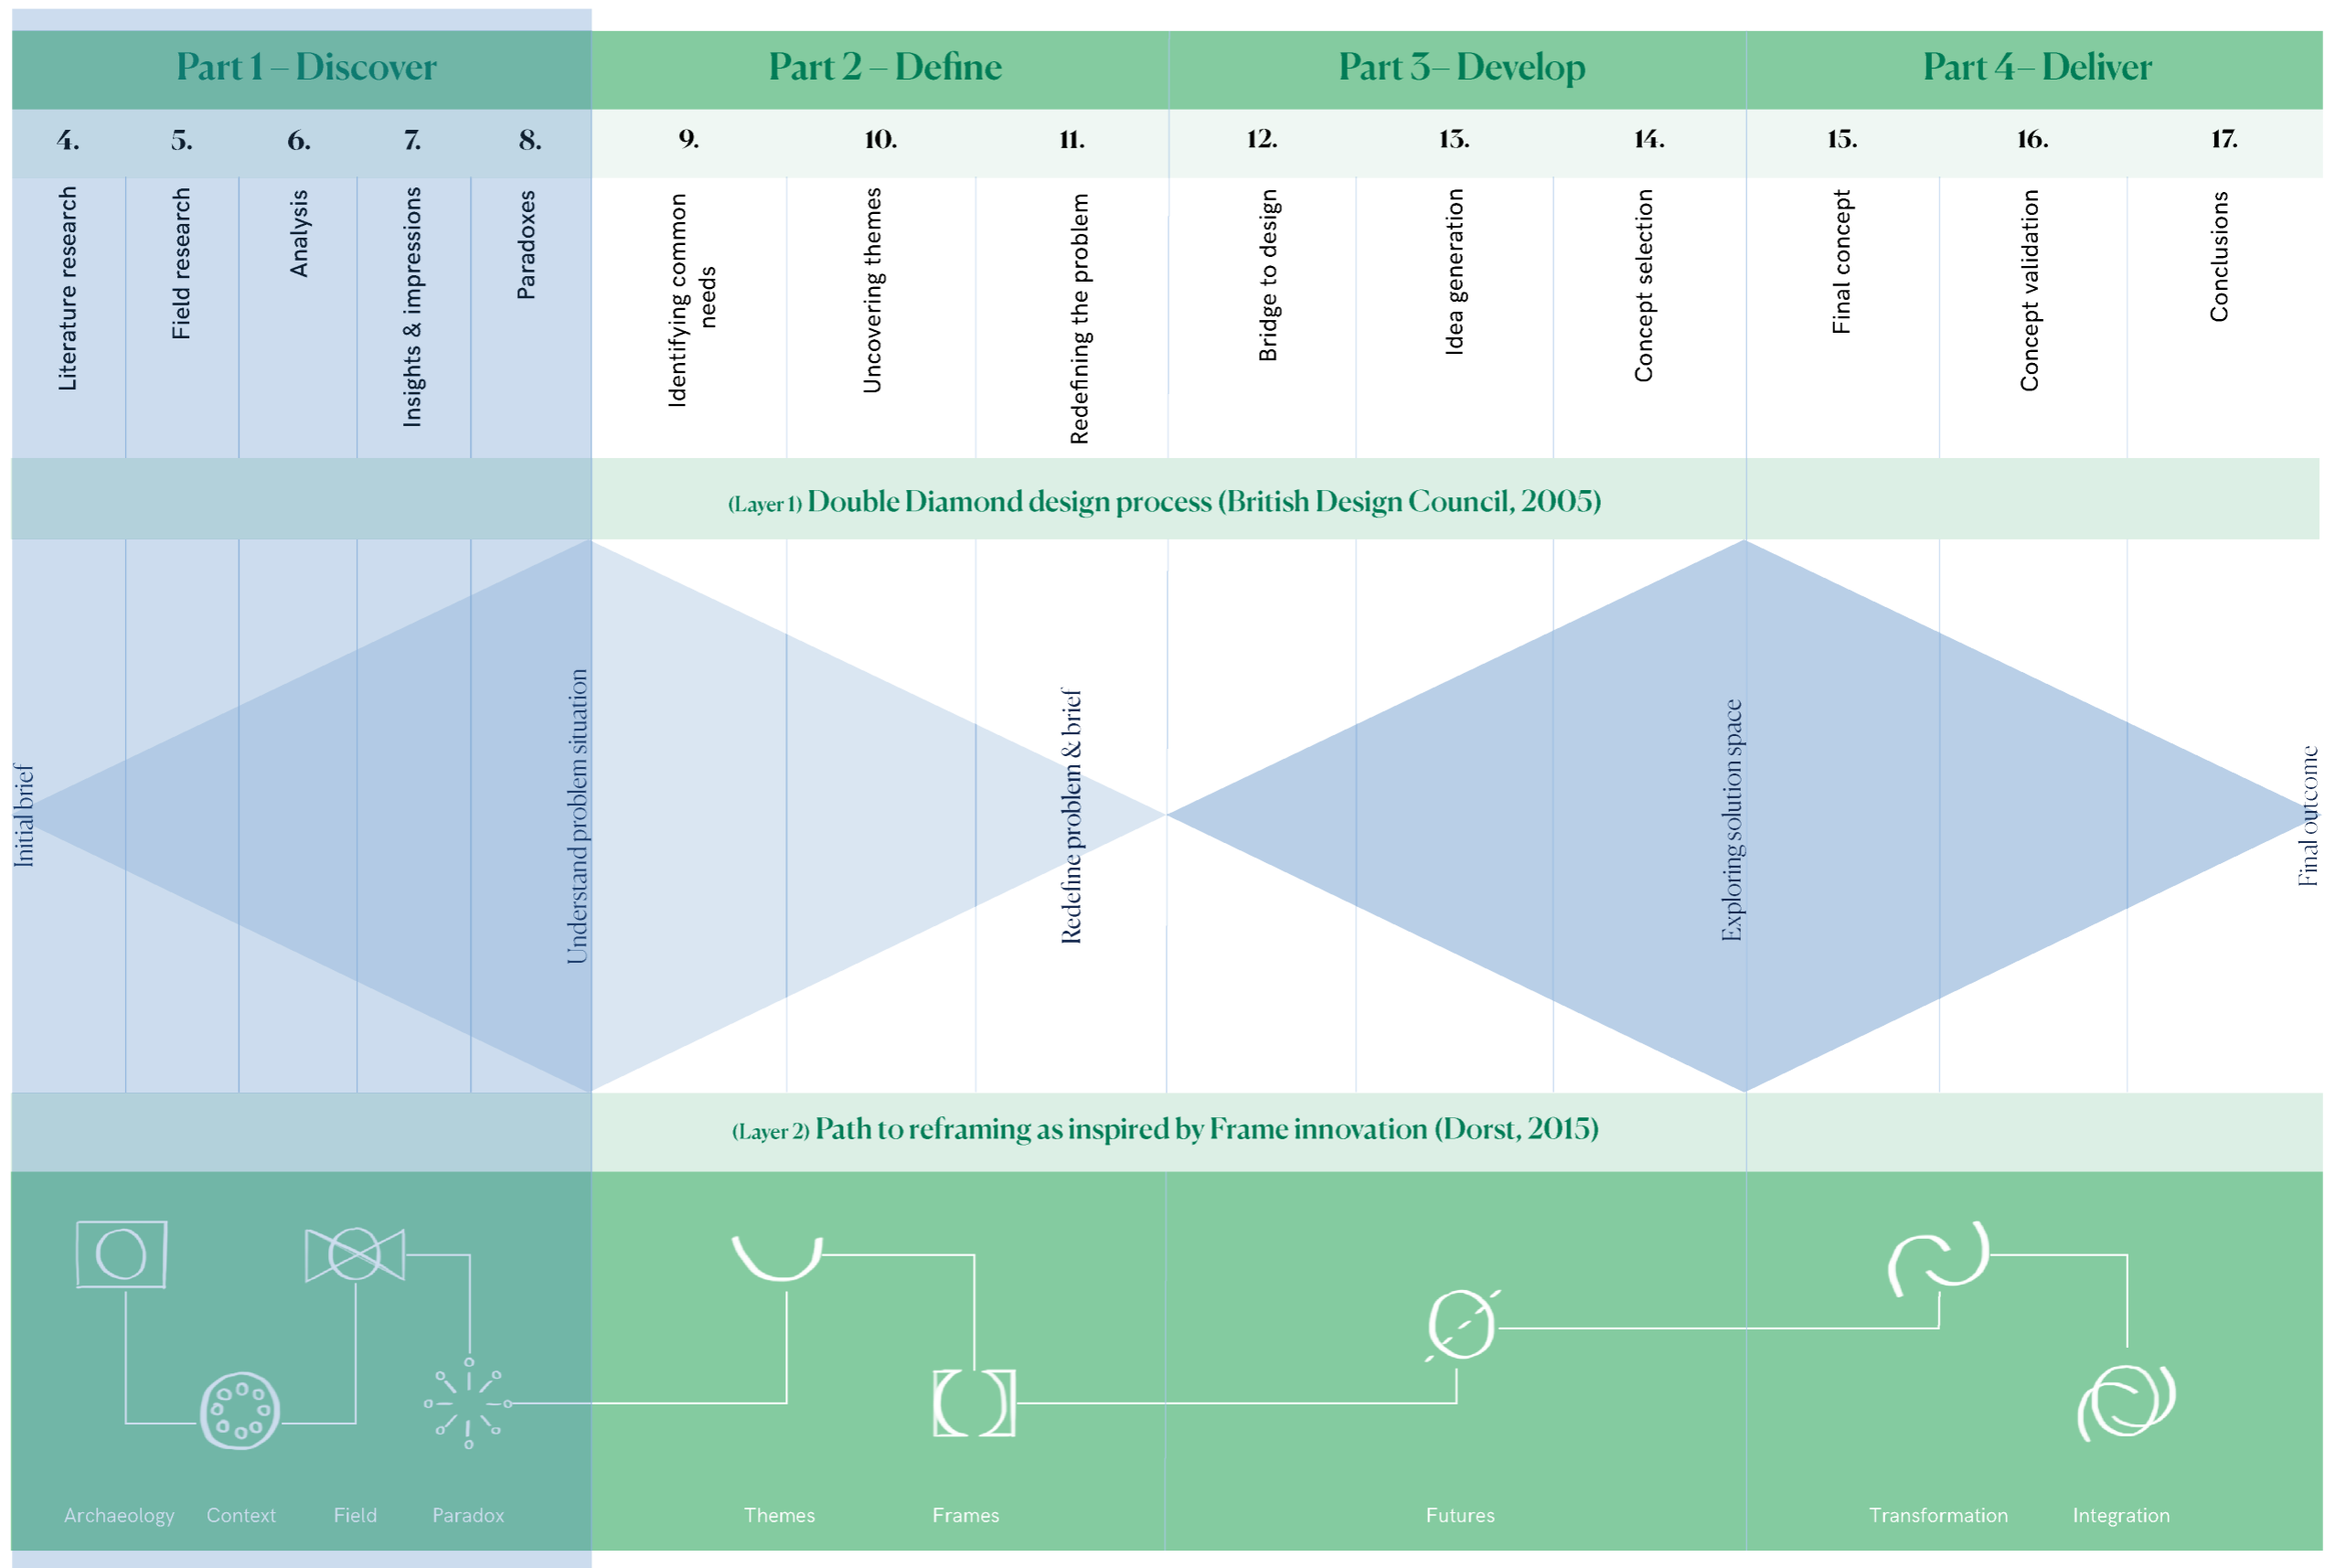 Part 1 – Discover
Part 2 – Define
Part 3– Develop
Part 4– Deliver
4.
5.
6.
7.
8.
9.
10.
11.
12.
13.
14.
15.
16.
17.
Literature research
Field research
Analysis
Insights & impressions
Paradoxes
Identifying common
needs
Uncovering themes
Redefining the problem
Bridge to design
Idea generation
Concept selection
Final concept
Concept validation
Conclusions
(Layer 1) Double Diamond design process (British Design Council, 2005)
Initial brief
Understand problem situation
Redefine problem & brief
Exploring solution space
Final outcome
(Layer 2) Path to reframing as inspired by Frame innovation (Dorst, 2015)
Archaeology
Context
Field
Paradox
Themes
Frames
Futures
Transformation
Integration